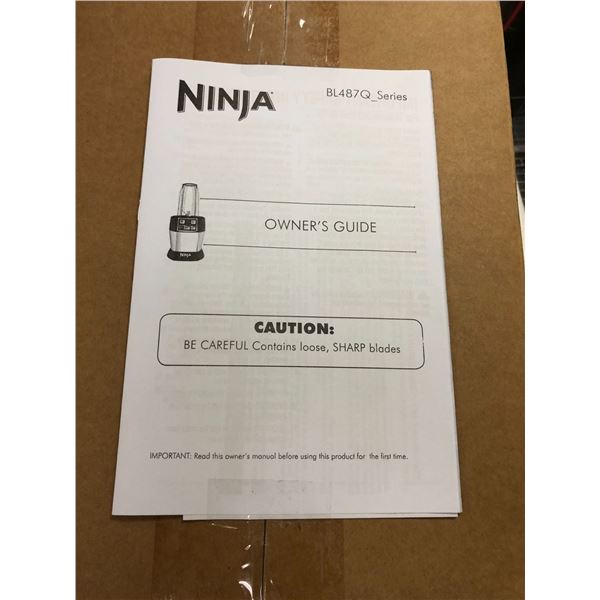 NINJA
BL487Q_Series
OWNER'S GUIDE
NINJA
CAUTION:
BE CAREFUL Contains loose, SHARP blades
IMPORTANT: Read this owner's manual before using this product for the first time.